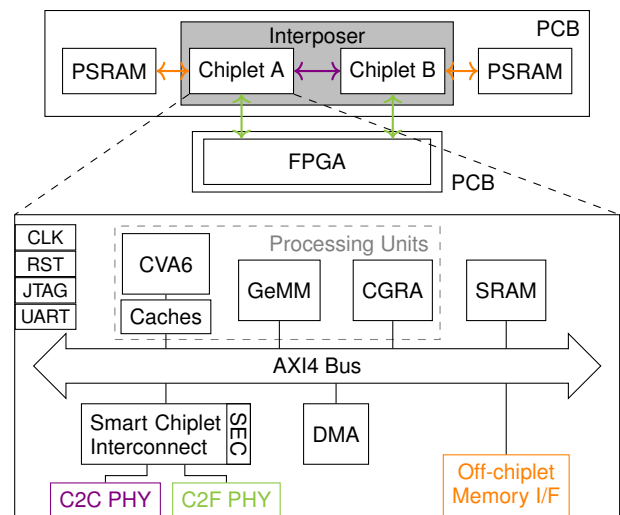 Interposer
PCB
PSRAM
Chiplet A
Chiplet B
PSRAM
FPGA
PCB
CLK
RST
JTAG
UART
Processing Units
CVA6
Caches
GeMM
CGRA
SRAM
AXI4 Bus
Smart Chiplet
Interconnect
SEC
DMA
C2C PHY
C2F PHY
Off-chiplet
Memory I/F